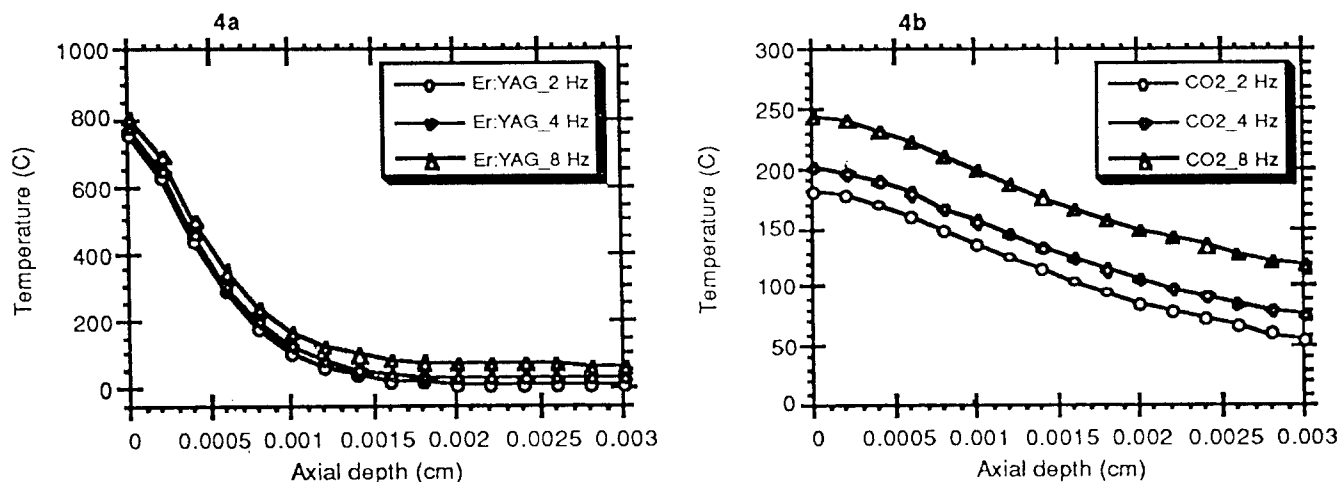 4a
1000
800
600
400
200
0
Temperature (C)
Er:YAG_2 Hz
Er:YAG_4 Hz
Er:YAG_8 Hz
0 0.0005 0.001 0.0015 0.002 0.0025 0.003
Axial depth (cm)
4b
300
250
200
150
100
50
0
Temperature (C)
CO2_2 Hz
CO2_4 Hz
CO2_8 Hz
0 0.0005 0.001 0.0015 0.002 0.0025 0.003
Axial depth (cm)